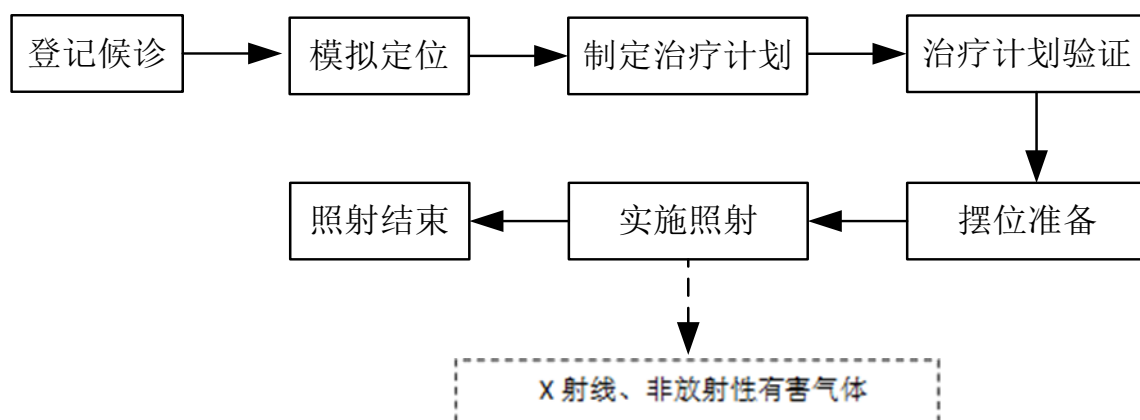 登记候诊
模拟定位
制定治疗计划
治疗计划验证
摆位准备
实施照射
照射结束
X 射线、非放射性有害气体